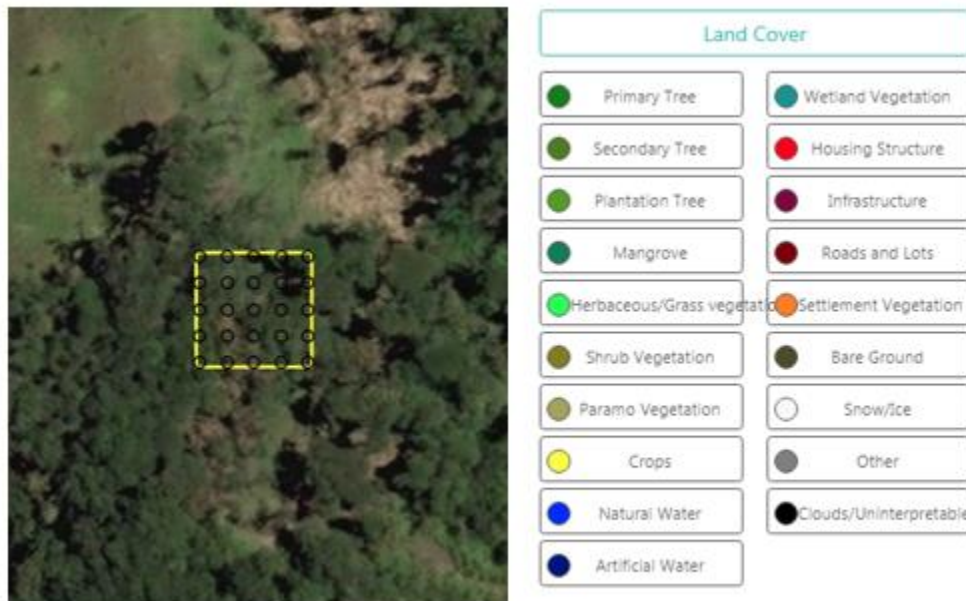 Land Cover
Primary Tree
Wetland Vegetation
Secondary Tree
Housing Structure
Plantation Tree
Infrastructure
Mangrove
Roads and Lots
Herbaceous/Grass vegetatio
Settlement Vegetation
Shrub Vegetation
Bare Ground
Paramo Vegetation
Snow/Ice
Crops
Other
Natural Water
Clouds/Uninterpretable
Artificial Water